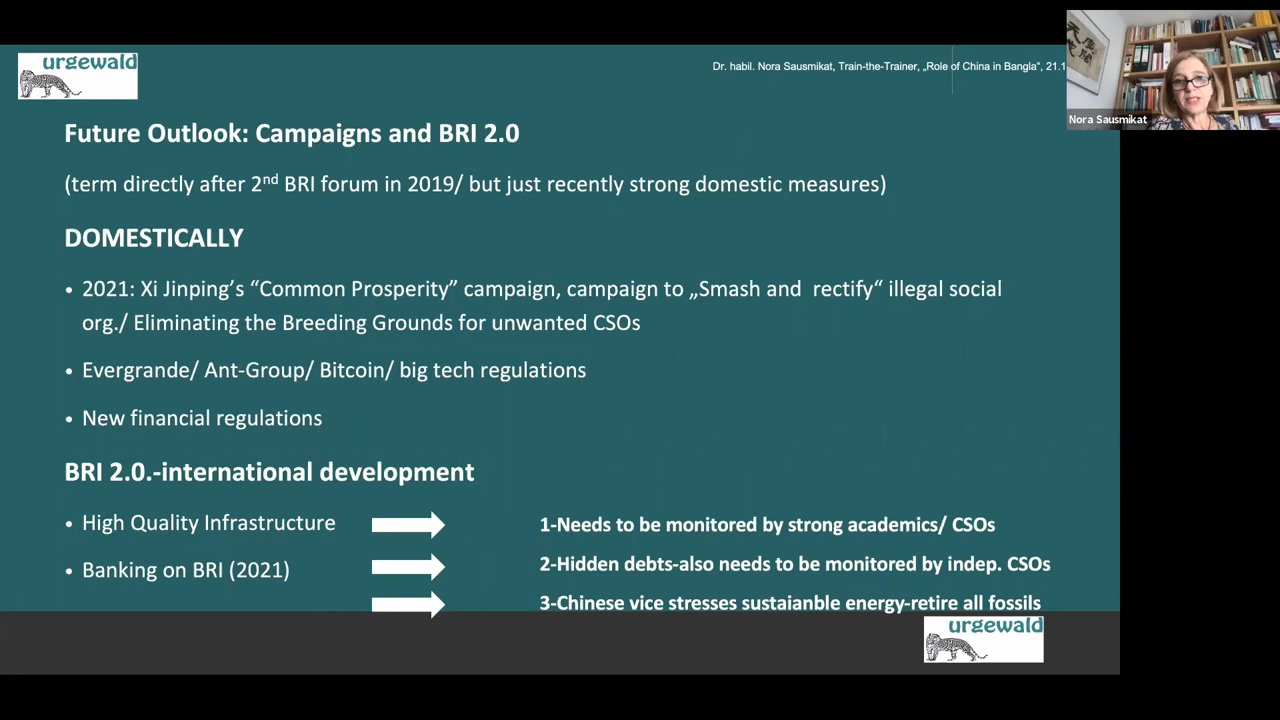 urgewald
Dr. habil. Nora Sausmikat, Train-the-Trainer, „Role of China in Bangla“, 21.1
Nora Sausmikat
Future Outlook: Campaigns and BRI 2.0
(term directly after 2nd BRI forum in 2019/ but just recently strong domestic measures)
DOMESTICALLY
• 2021: Xi Jinping’s “Common Prosperity” campaign, campaign to „Smash and rectify“ illegal social
org./ Eliminating the Breeding Grounds for unwanted CSOs
• Evergrande/ Ant-Group/ Bitcoin/ big tech regulations
• New financial regulations
BRI 2.0.-international development
• High Quality Infrastructure
1-Needs to be monitored by strong academics/ CSOs
• Banking on BRI (2021)
2-Hidden debts-also needs to be monitored by indep. CSOs
3-Chinese vice stresses sustaianble energy-retire all fossils
urgewald